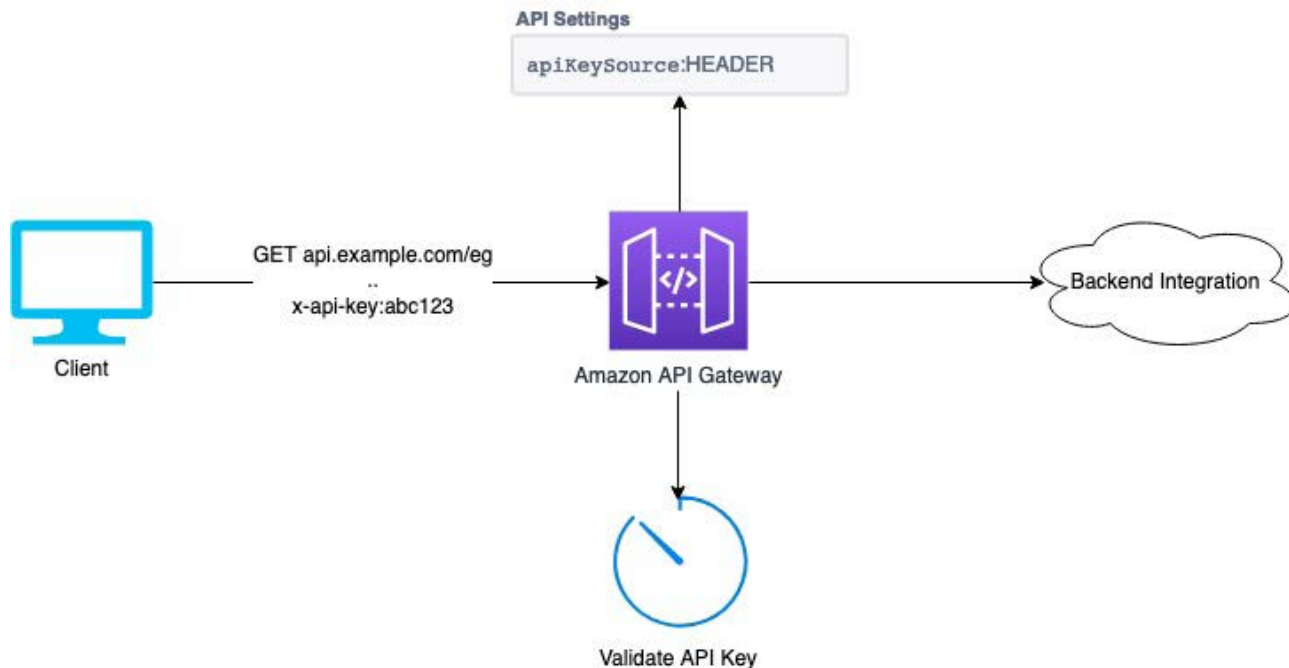 API Settings
apiKeySource:HEADER
GET api.example.com/eg
..
x-api-key:abc123
</>
Backend Integration
Client
Amazon API Gateway
Validate API Key